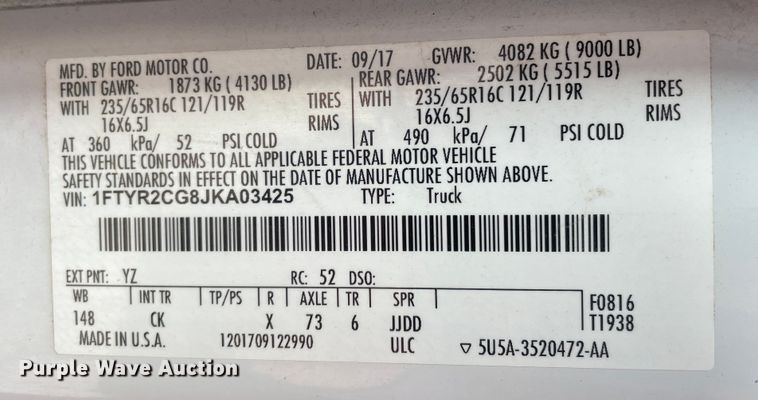 MFD. BY FORD MOTOR CO. DATE: 09/17 GVWR: 4082 KG ( 9000 LB)
FRONT GAWR: 1873 KG ( 4130 LB) REAR GAWR: 2502 KG ( 5515 LB)
WITH 235/65R16C 121/119R TIRES WITH 235/65R16C 121/119R TIRES
16X6.5J RIMS 16X6.5J RIMS
AT 360 kPa/ 52 PSI COLD AT 490 kPa/ 71 PSI COLD
THIS VEHICLE CONFORMS TO ALL APPLICABLE FEDERAL MOTOR VEHICLE
SAFETY STANDARDS IN EFFECT ON THE DATE OF MANUFACTURE SHOWN ABOVE.
VIN: 1FTYR2CG8JKA03425 TYPE: Truck
EXT PNT: YZ RC: 52 DSO:
WB INT TR TP/PS R AXLE TR SPR F0816
148 CK X 73 6 JJDD T1938
MADE IN U.S.A. 1201709122990 ULC ▽ 5U5A-3520472-AA
Purple Wave Auction